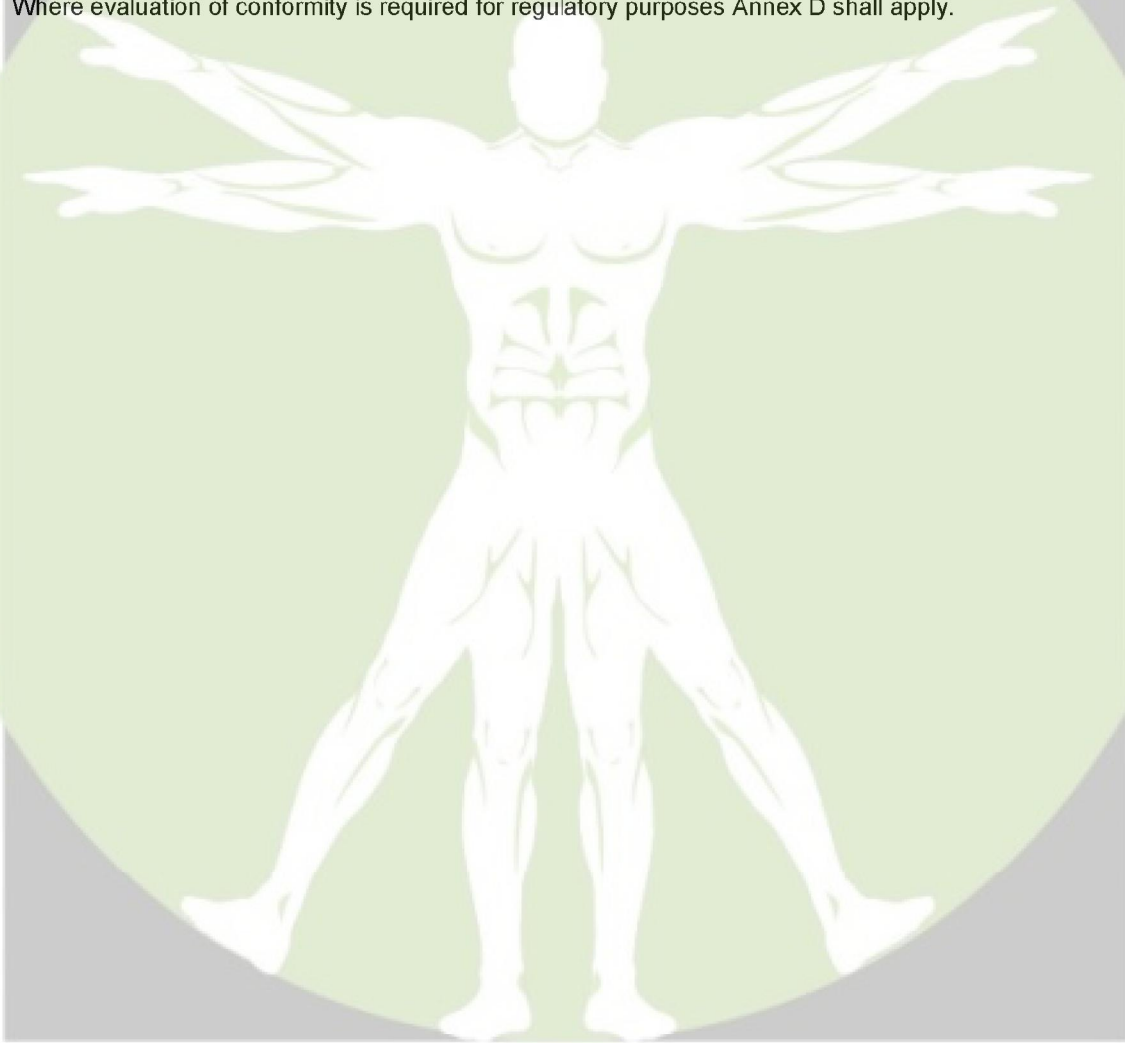 Where evaluation of conformity is required for regulatory purposes Annex D shall apply.